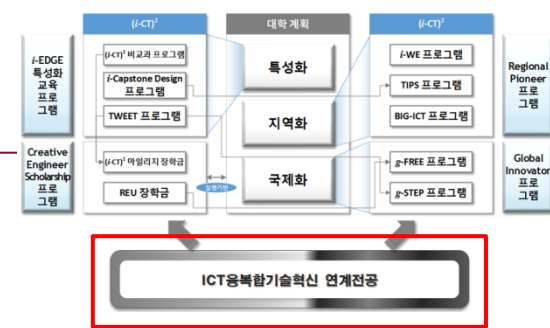 (i-CT)²
대학 계획
(i-CT)²
i-EDGE
특성화
교육
프로
그램
(i-CT)² 비교과 프로그램
i-Capstone Design
프로그램
TWEET 프로그램
특성화
지역화
국제화
i-WE 프로그램
TIPS 프로그램
BIG-ICT 프로그램
Regional
Pioneer
프로
그램
Creative
Engineer
Scholarship
프로
그램
(i-CT)² 마일리지 장학금
REU 장학금
실행기반
g-FREE 프로그램
g-STEP 프로그램
Global
Innovator
프로
그램
ICT융복합기술혁신 연계전공